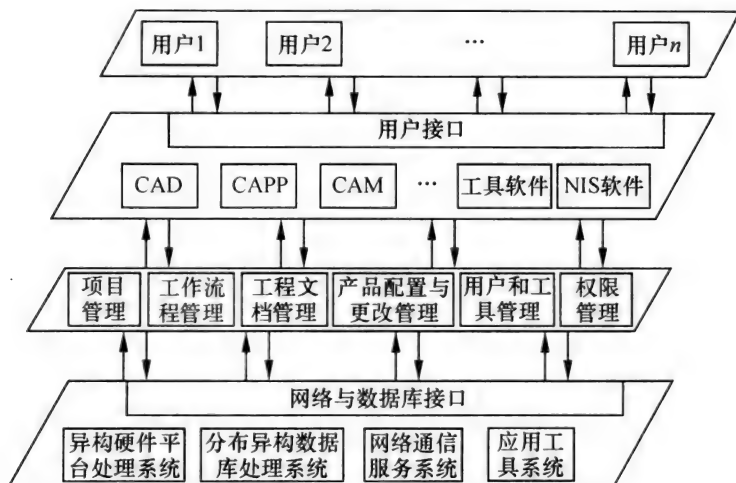 用户1 用户2 … 用户n
用户接口
CAD CAPP CAM … 工具软件 NIS软件
项目 工作流 工程文 产品配置与 用户和工 权限
管理 程管理 档管理 更改管理 具管理 管理
网络与数据库接口
异构硬件平 分布异构数据 网络通信 应用工
台处理系统 库处理系统 服务系统 具系统